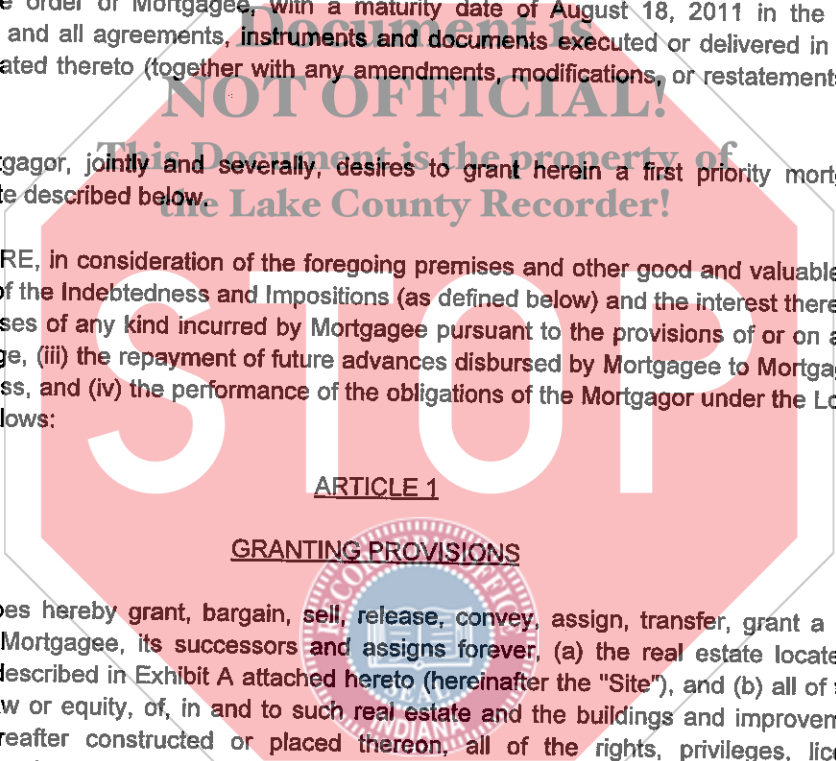 e order of Mortgagee, with a maturity date of August 18, 2011 in the
Document is
and all agreements, instruments and documents executed or delivered in
ated thereto (together with any amendments, modifications, or restatements
NOT OFFICIAL!
This Document is the property of
gagor, jointly and severally, desires to grant herein a first priority mortg
te described below.
the Lake County Recorder!
RE, in consideration of the foregoing premises and other good and valuable
of the Indebtedness and Impositions (as defined below) and the interest there
ses of any kind incurred by Mortgagee pursuant to the provisions of or on a
ge, (iii) the repayment of future advances disbursed by Mortgagee to Mortga
ss, and (iv) the performance of the obligations of the Mortgagor under the Lo
lows:
STOP
ARTICLE 1
GRANTING PROVISIONS
RECORDER'S OFFICE
oes hereby grant, bargain, sell, release, convey, assign, transfer, grant a
Mortgagee, its successors and assigns forever, (a) the real estate locate
described in Exhibit A attached hereto (hereinafter the "Site"), and (b) all of
SEAL
w or equity, of, in and to such real estate and the buildings and improvem
INDIANA
reafter constructed or placed thereon, all of the rights, privileges, lice